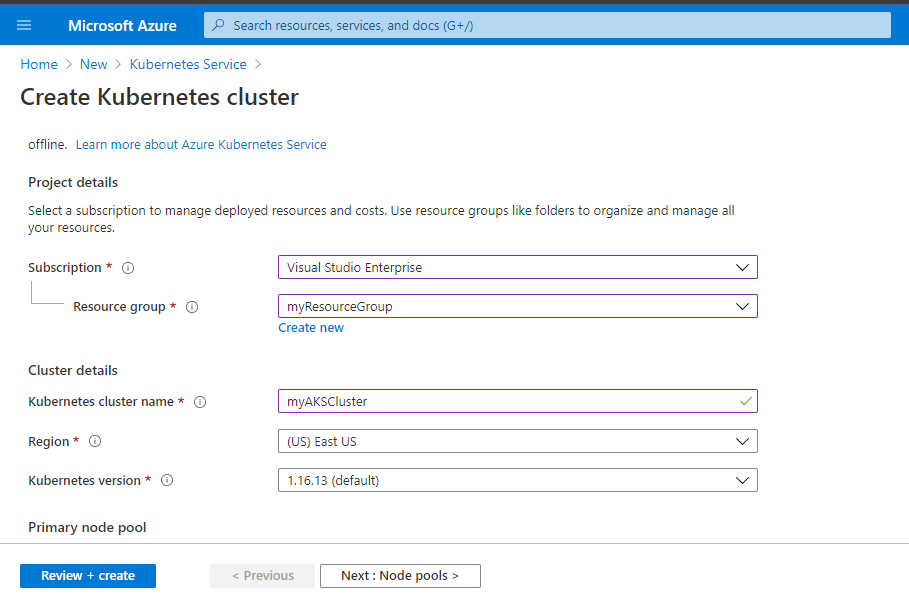 Microsoft Azure
Search resources, services, and docs (G+/)
Home > New > Kubernetes Service >
Create Kubernetes cluster
offline. Learn more about Azure Kubernetes Service
Project details
Select a subscription to manage deployed resources and costs. Use resource groups like folders to organize and manage all
your resources.
Subscription *
Visual Studio Enterprise
Resource group *
myResourceGroup
Create new
Cluster details
Kubernetes cluster name *
myAKSCluster
Region *
(US) East US
Kubernetes version *
1.16.13 (default)
Primary node pool
Review + create
< Previous
Next : Node pools >